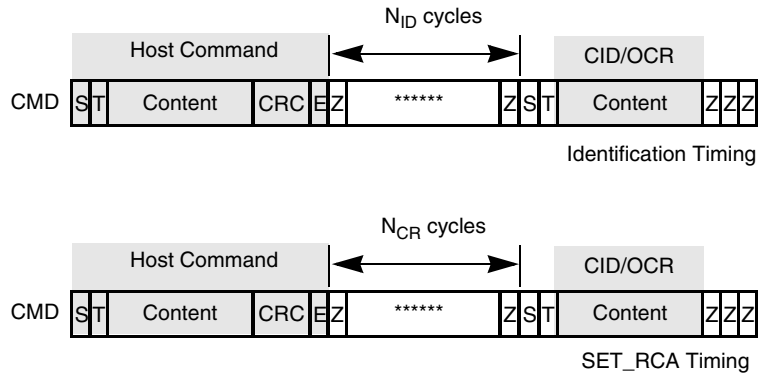 N_ID cycles
Host Command CID/OCR
CMD S T Content CRC E Z ****** Z S T Content Z Z Z
Identification Timing
N_CR cycles
Host Command CID/OCR
CMD S T Content CRC E Z ****** Z S T Content Z Z Z
SET_RCA Timing